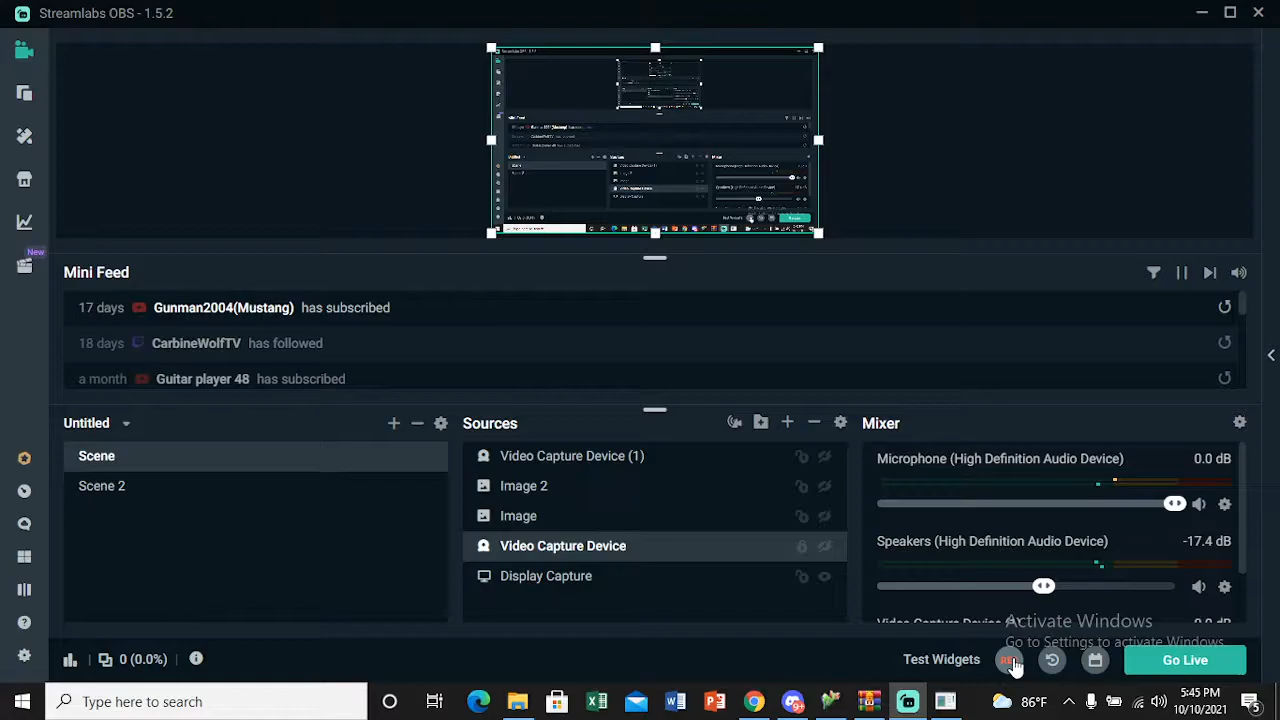 Streamlabs OBS - 1.5.2
New
Mini Feed
17 days Gunman2004(Mustang) has subscribed
18 days CarbineWolfTV has followed
a month Guitar player 48 has subscribed
Untitled
Scene
Scene 2
Sources
Video Capture Device (1)
Image 2
Image
Video Capture Device
Display Capture
Mixer
Microphone (High Definition Audio Device) 0.0 dB
Speakers (High Definition Audio Device) -17.4 dB
Activate Windows
Go to Settings to activate Windows.
0 (0.0%)
Test Widgets
Go Live
Type here to search
83°F
10/10/2021